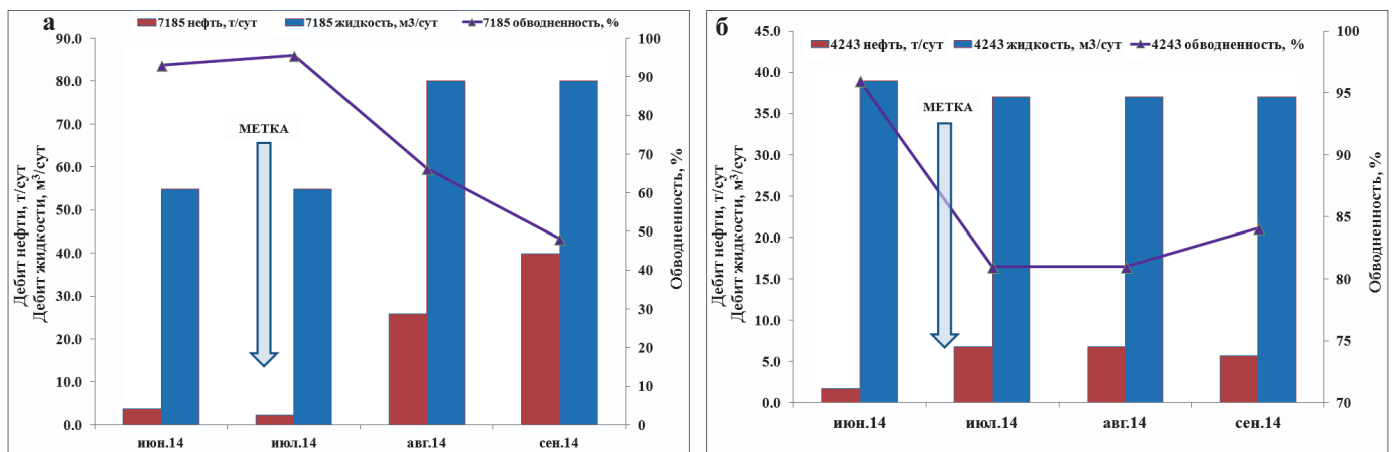 а
7185 нефть, т/сут 7185 жидкость, м3/сут 7185 обводненность, %
90.0
80.0
70.0
60.0
50.0
40.0
30.0
20.0
10.0
0.0
Дебит нефти, т/сут
Дебит жидкости, м³/сут
МЕТКА
100
90
80
70
60
50
40
30
20
10
0
Обводненность, %
июн.14 июл.14 авг.14 сен.14
б
4243 нефть, т/сут 4243 жидкость, м3/сут 4243 обводненность, %
45.0
40.0
35.0
30.0
25.0
20.0
15.0
10.0
5.0
0.0
Дебит нефти, т/сут
Дебит жидкости, м³/сут
МЕТКА
100
95
90
85
80
75
70
Обводненность, %
июн.14 июл.14 авг.14 сен.14